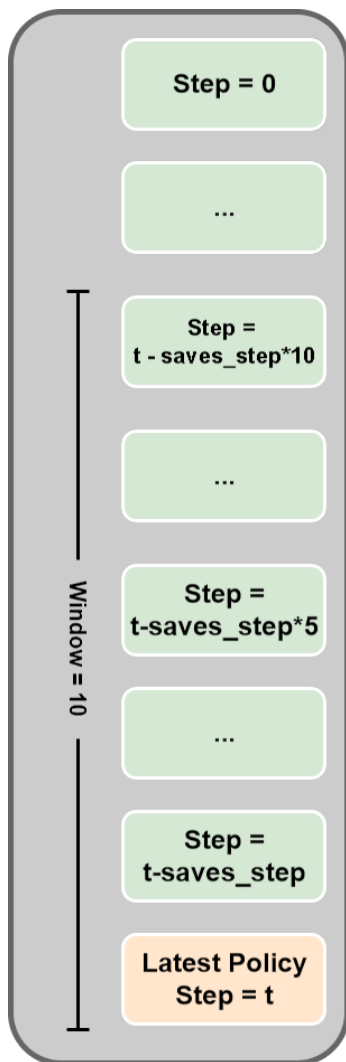 Step = 0
...
Step =
t - saves_step*10
...
Step =
t-saves_step*5
Window = 10
...
Step =
t-saves_step
Latest Policy
Step = t